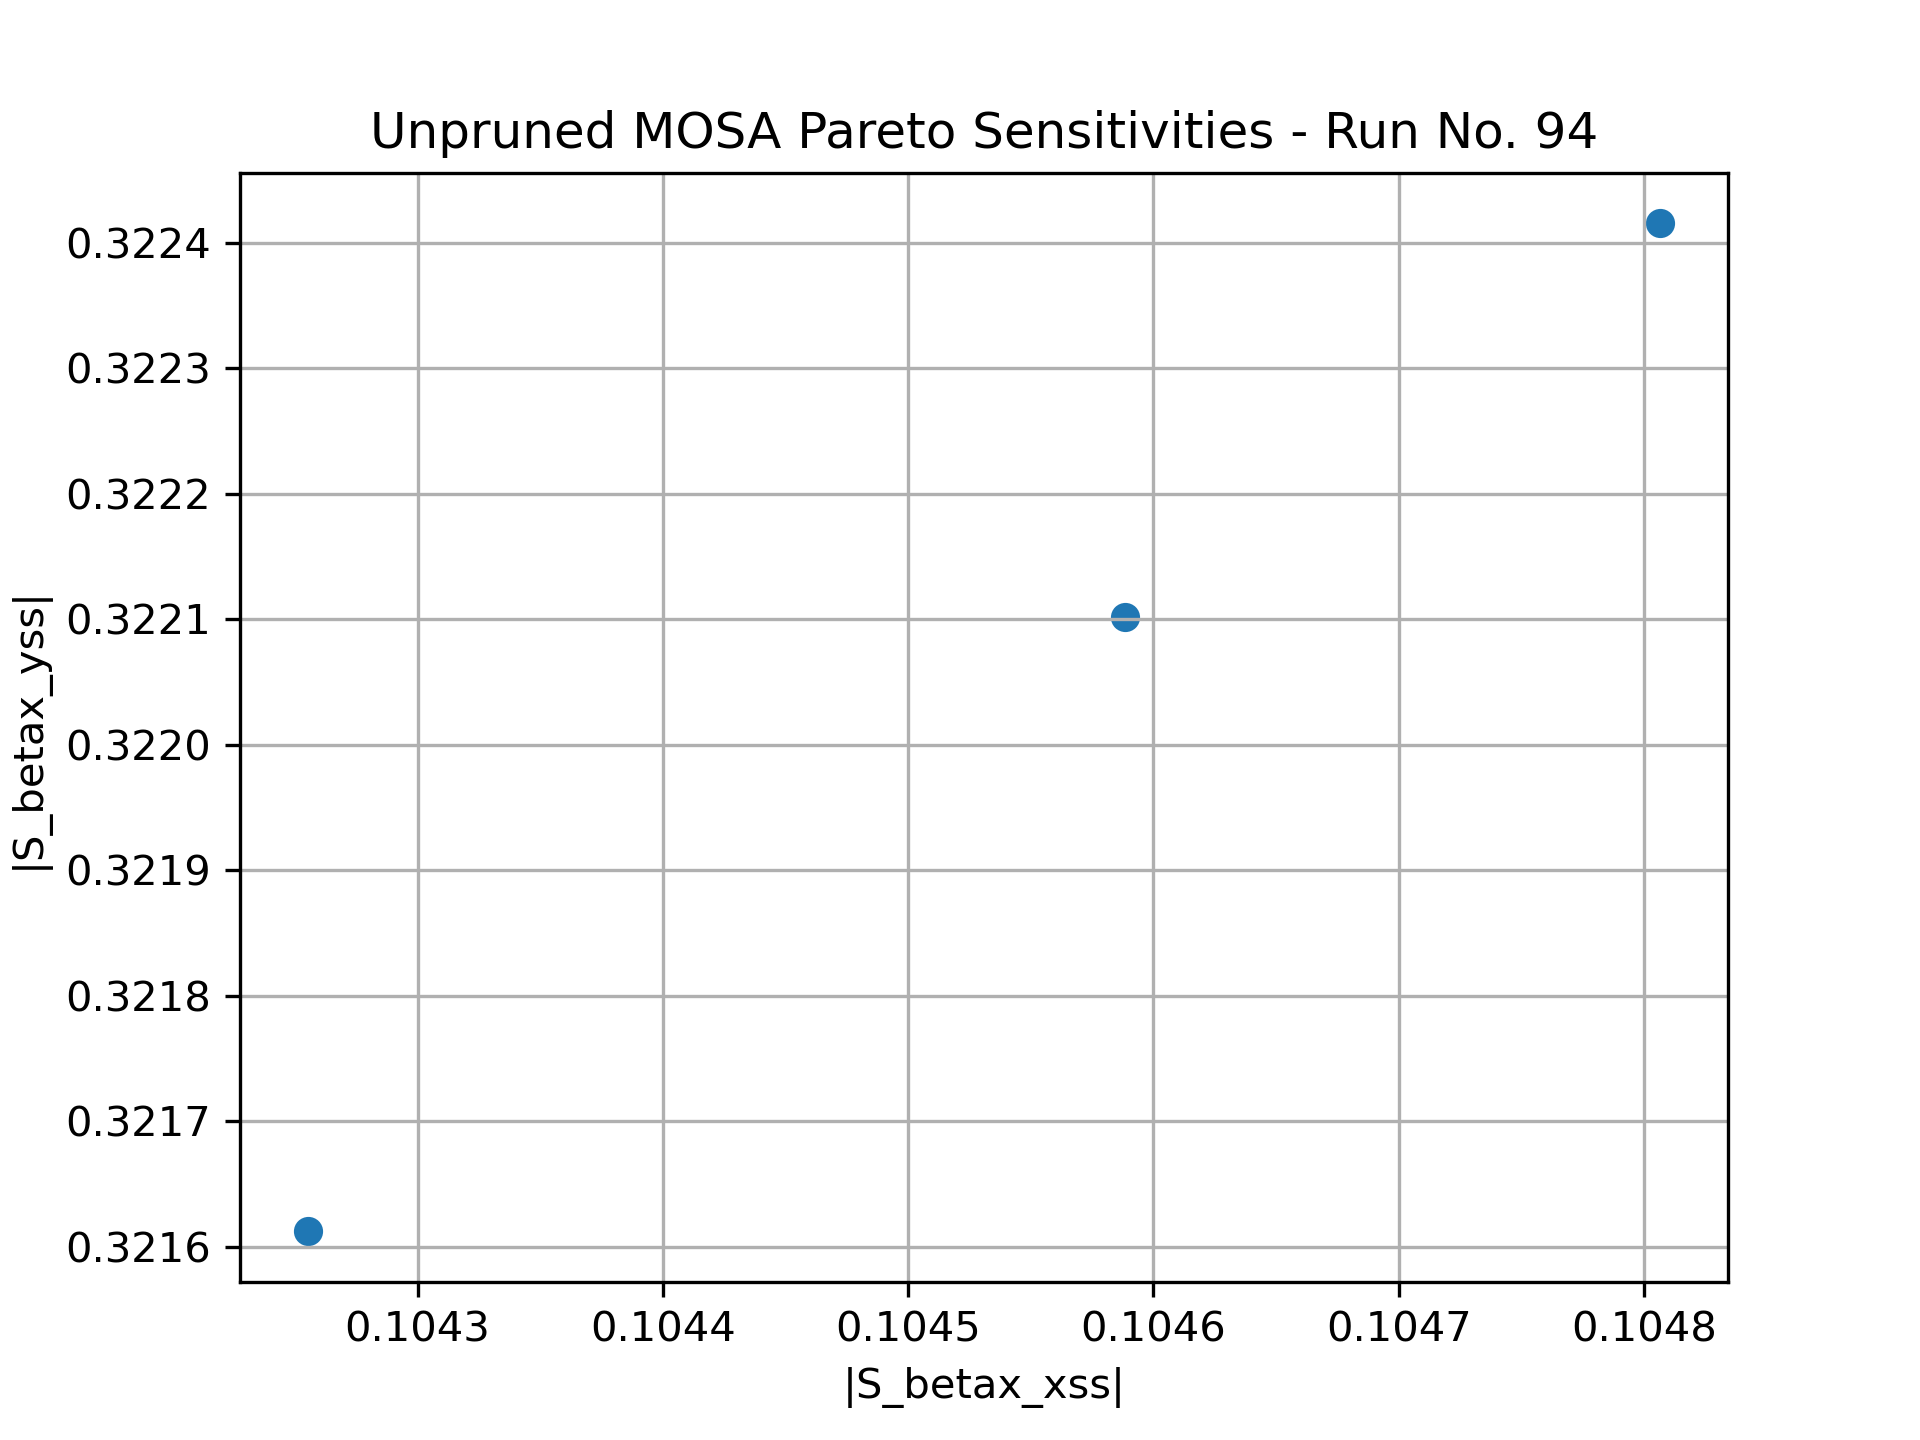 Unpruned MOSA Pareto Sensitivities - Run No. 94
|S_betax_yss|
0.3224
0.3223
0.3222
0.3221
0.3220
0.3219
0.3218
0.3217
0.3216
0.1043 0.1044 0.1045 0.1046 0.1047 0.1048
|S_betax_xss|